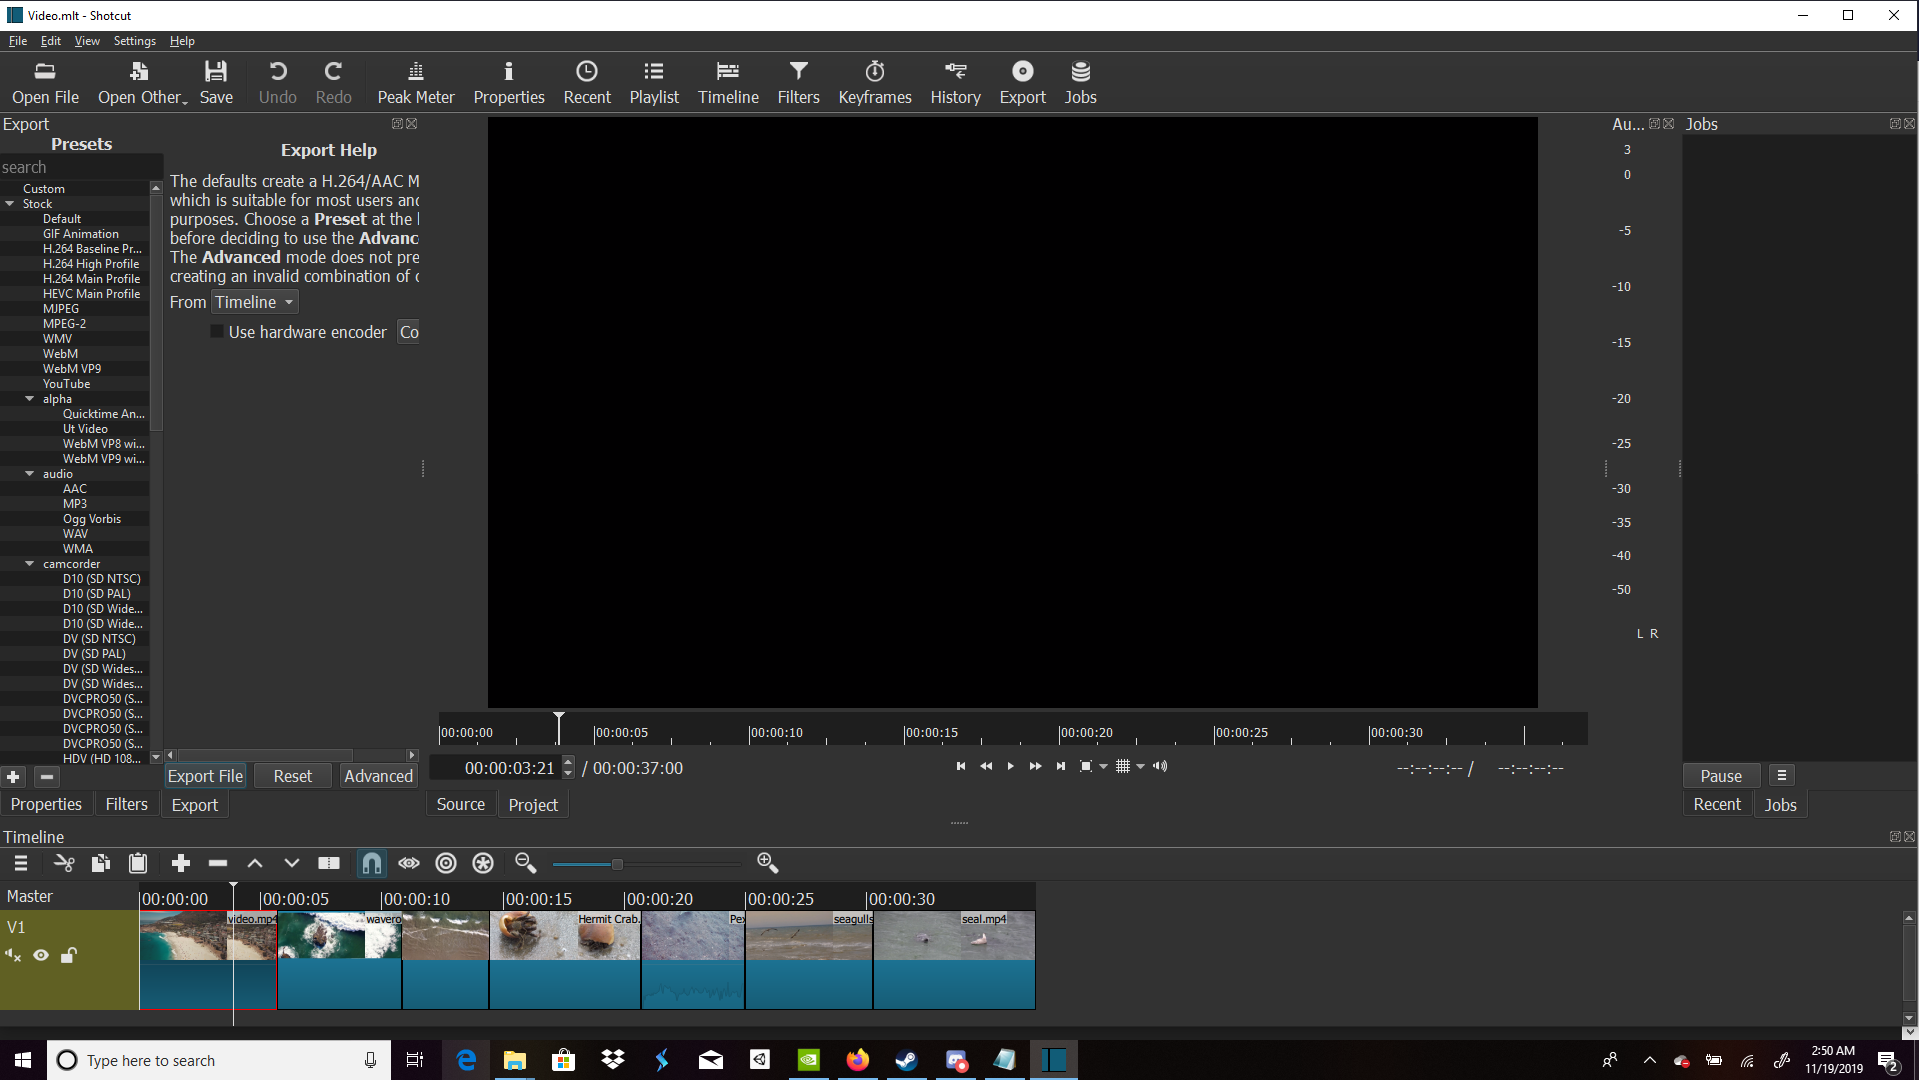 Video.mlt - Shotcut
File Edit View Settings Help
Open File Open Other Save Undo Redo Peak Meter Properties Recent Playlist Timeline Filters Keyframes History Export Jobs
Export
Presets
search
Custom
Stock
Default
GIF Animation
H.264 Baseline Pr...
H.264 High Profile
H.264 Main Profile
HEVC Main Profile
MJPEG
MPEG-2
WMV
WebM
WebM VP9
YouTube
alpha
Quicktime An...
Ut Video
WebM VP8 wi...
WebM VP9 wi...
audio
AAC
MP3
Ogg Vorbis
WAV
WMA
camcorder
D10 (SD NTSC)
D10 (SD PAL)
D10 (SD Wide...
D10 (SD Wide...
DV (SD NTSC)
DV (SD PAL)
DV (SD Wides...
DV (SD Wides...
DVCPRO50 (S...
DVCPRO50 (S...
DVCPRO50 (S...
DVCPRO50 (S...
HDV (HD 108...
Export Help
The defaults create a H.264/AAC M
which is suitable for most users and
purposes. Choose a Preset at the
before deciding to use the Advanc
The Advanced mode does not pre
creating an invalid combination of
From Timeline
Use hardware encoder Co
Export File Reset Advanced
Properties Filters Export
00:00:00 00:00:05 00:00:10 00:00:15 00:00:20 00:00:25 00:00:30
00:00:03:21 / 00:00:37:00
--:--:--:-- / --:--:--:--
Source Project
Au...
3
0
-5
-10
-15
-20
-25
-30
-35
-40
-50
L R
Jobs
Pause
Recent Jobs
Timeline
Master
00:00:00 00:00:05 00:00:10 00:00:15 00:00:20 00:00:25 00:00:30
V1
video.mp4 wavero Hermit Crab. Pex seagulls seal.mp4
Type here to search
2:50 AM
11/19/2019
2